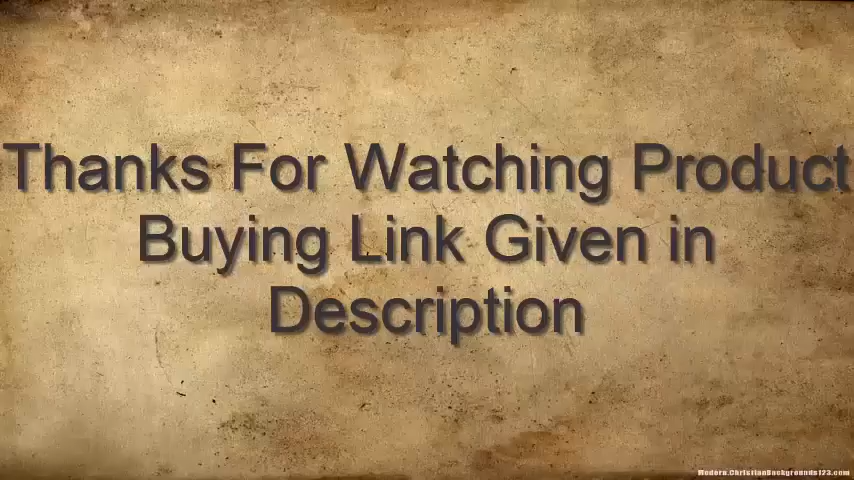 Thanks For Watching Product
Buying Link Given in
Description
Modern.ChristianBackgrounds123.com